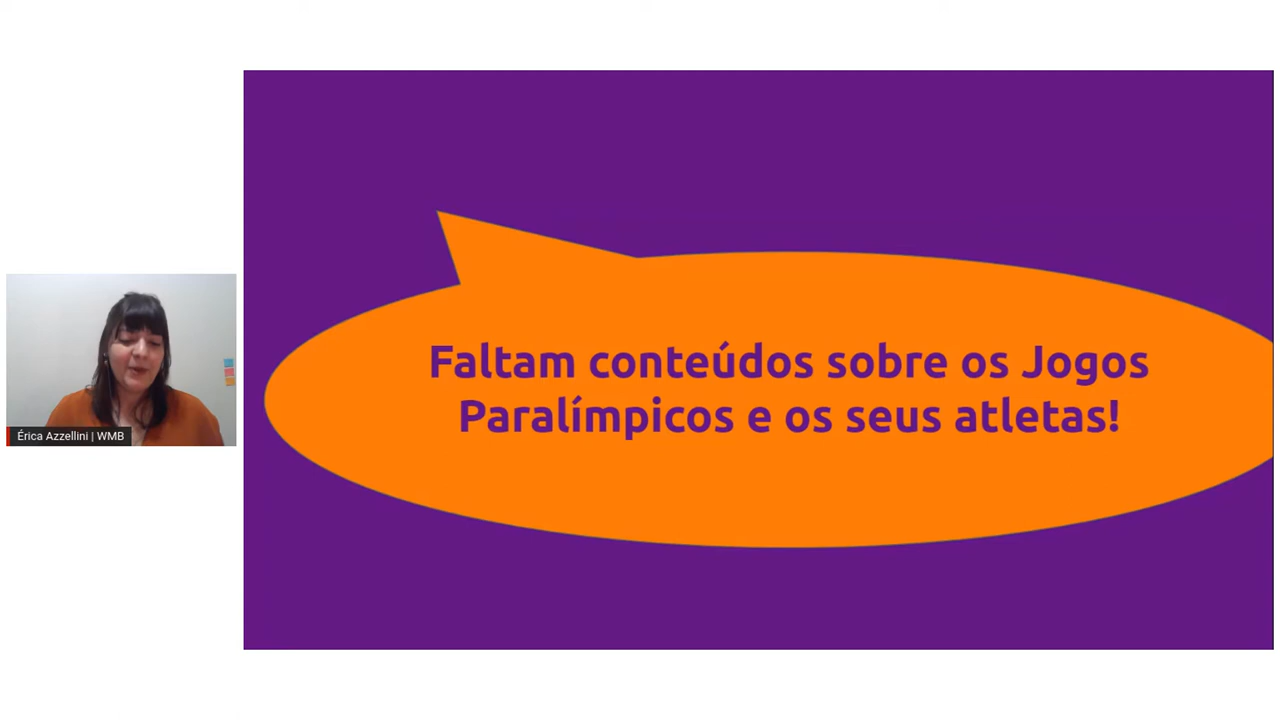 Faltam conteúdos sobre os Jogos
Paralímpicos e os seus atletas!
Érica Azzellini | WMB